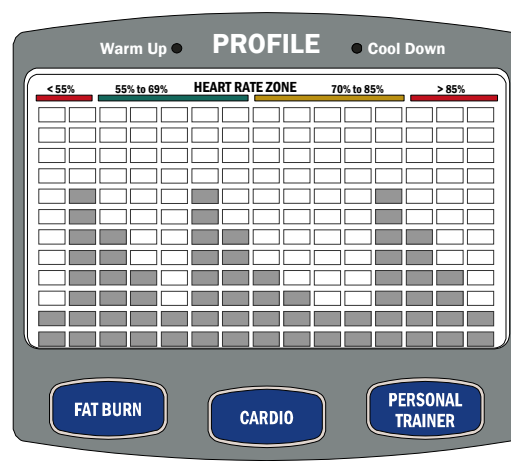 Warm Up PROFILE Cool Down
< 55% 55% to 69% HEART RATE ZONE 70% to 85% > 85%
FAT BURN
CARDIO
PERSONAL
TRAINER